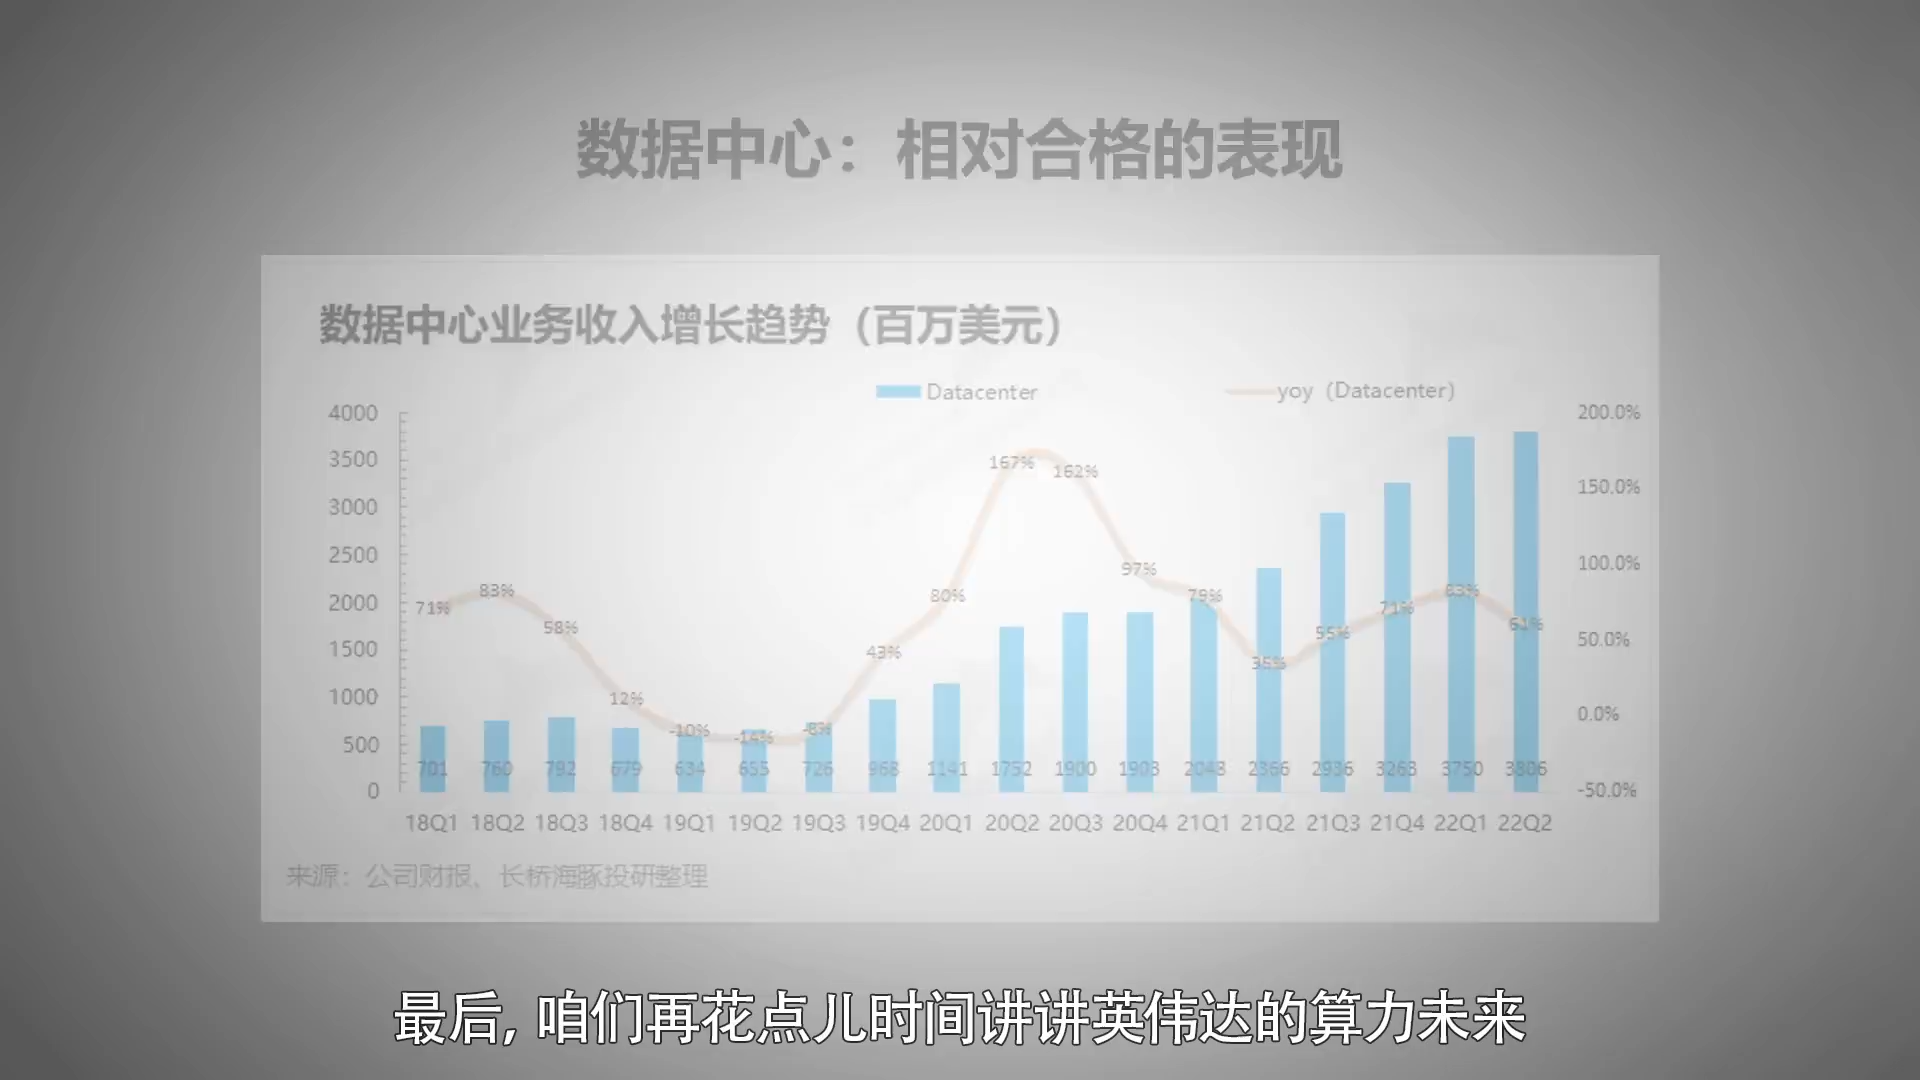 数据中心：相对合格的表现
数据中心业务收入增长趋势（百万美元）
Datacenter
yoy（Datacenter）
4000
3500
3000
2500
2000
1500
1000
500
0
200.0%
150.0%
100.0%
50.0%
0.0%
-50.0%
71% 83% 58% 12% -10% -14% -8% 43% 80% 167% 162% 97% 79% 35% 55% 71% 83% 61%
701 760 792 679 634 655 726 968 1141 1752 1900 1903 2048 2366 2936 3263 3750 3806
18Q1 18Q2 18Q3 18Q4 19Q1 19Q2 19Q3 19Q4 20Q1 20Q2 20Q3 20Q4 21Q1 21Q2 21Q3 21Q4 22Q1 22Q2
来源：公司财报、长桥海豚投研整理
最后, 咱们再花点儿时间讲讲英伟达的算力未来